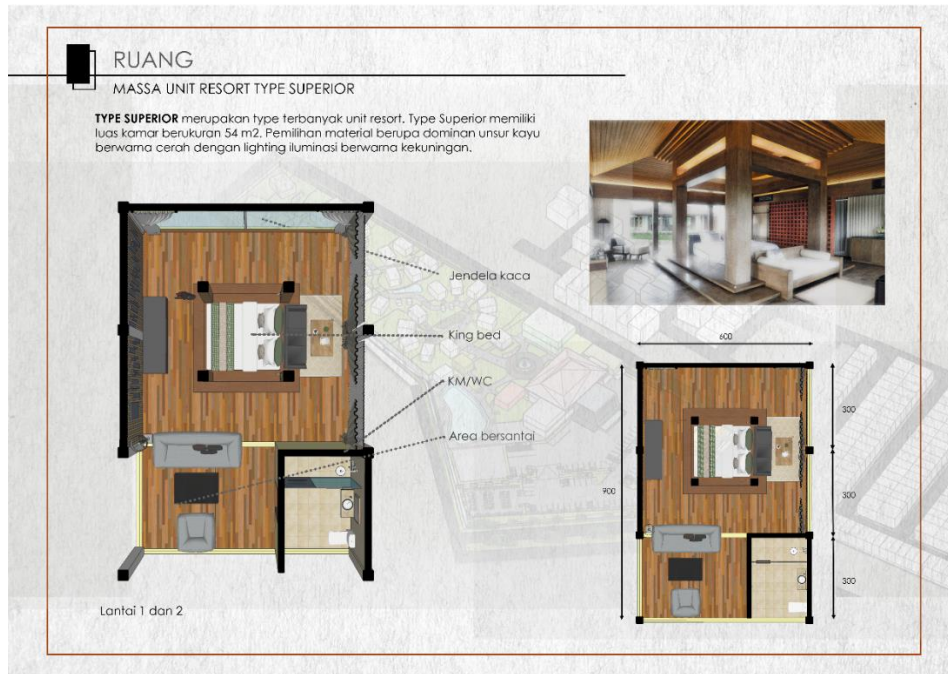 RUANG
MASSA UNIT RESORT TYPE SUPERIOR
TYPE SUPERIOR merupakan type terbanyak unit resort. Type Superior memiliki
luas kamar berukuran 54 m2. Pemilihan material berupa dominan unsur kayu
berwarna cerah dengan lighting iluminasi berwarna kekuningan.
Jendela kaca
King bed
KM/WC
Area bersantai
Lantai 1 dan 2
600
300
900
300
300